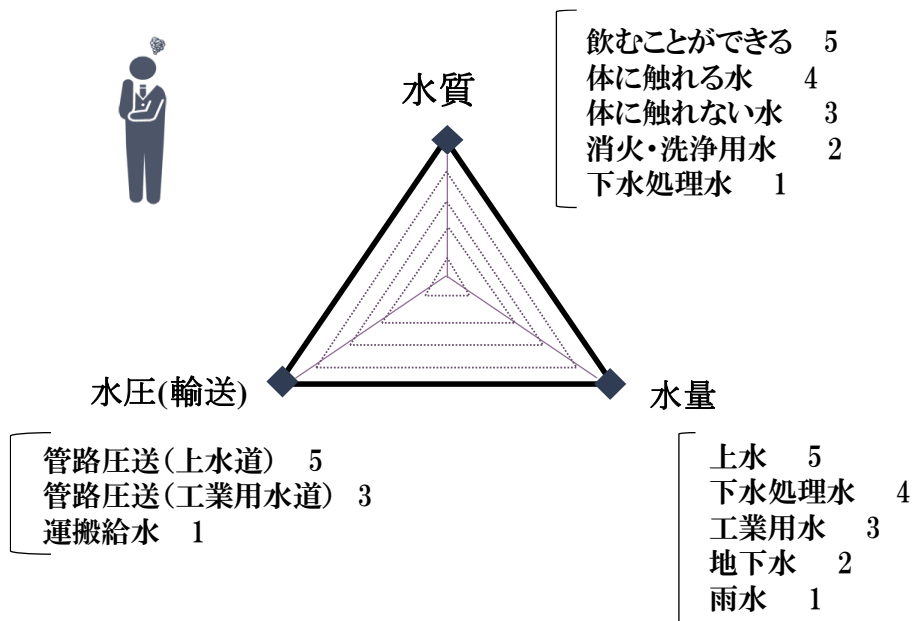 水質
飲むことができる 5
体に触れる水 4
体に触れない水 3
消火・洗浄用水 2
下水処理水 1
水圧(輸送)
管路圧送(上水道) 5
管路圧送(工業用水道) 3
運搬給水 1
水量
上水 5
下水処理水 4
工業用水 3
地下水 2
雨水 1